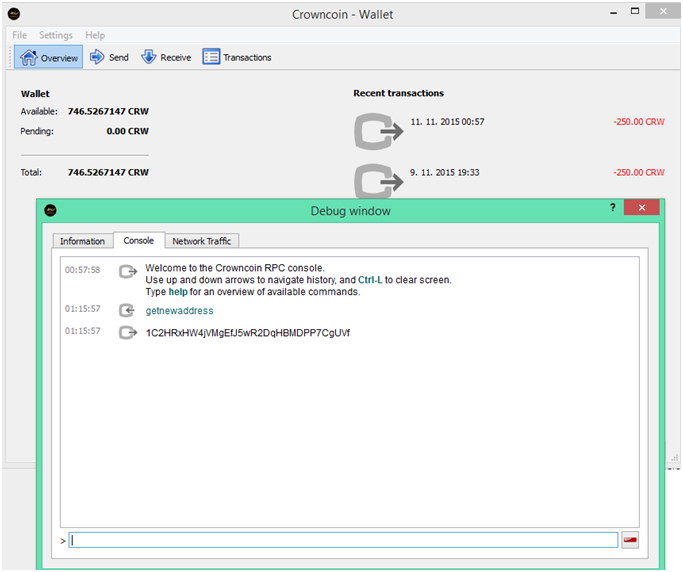 Crowncoin - Wallet
File Settings Help
Overview Send Receive Transactions
Wallet
Available: 746.5267147 CRW
Pending: 0.00 CRW
Total: 746.5267147 CRW
Recent transactions
11. 11. 2015 00:57 -250.00 CRW
9. 11. 2015 19:33 -250.00 CRW
Debug window
?
Information Console Network Traffic
00:57:58 Welcome to the Crowncoin RPC console.
Use up and down arrows to navigate history, and Ctrl-L to clear screen.
Type help for an overview of available commands.
01:15:57 getnewaddress
01:15:57 1C2HRxHW4jVMgEfJ5wR2DqHBMDPP7CgUVf
>